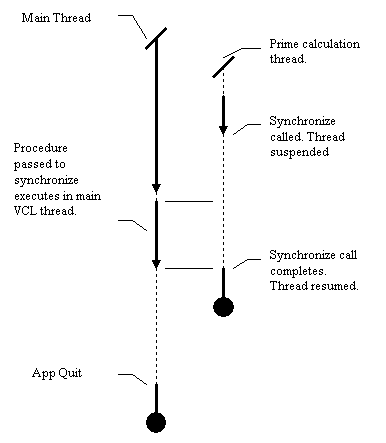 Main Thread
Prime calculation
thread.
Synchronize
called. Thread
suspended
Procedure
passed to
synchronize
executes in main
VCL thread.
Synchronize call
completes.
Thread resumed.
App Quit